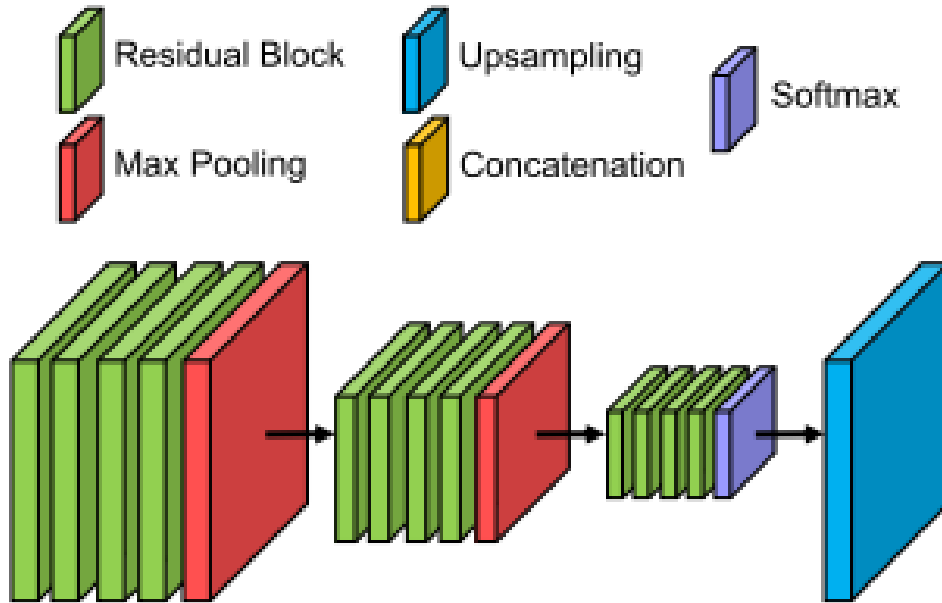 Residual Block
Upsampling
Softmax
Max Pooling
Concatenation